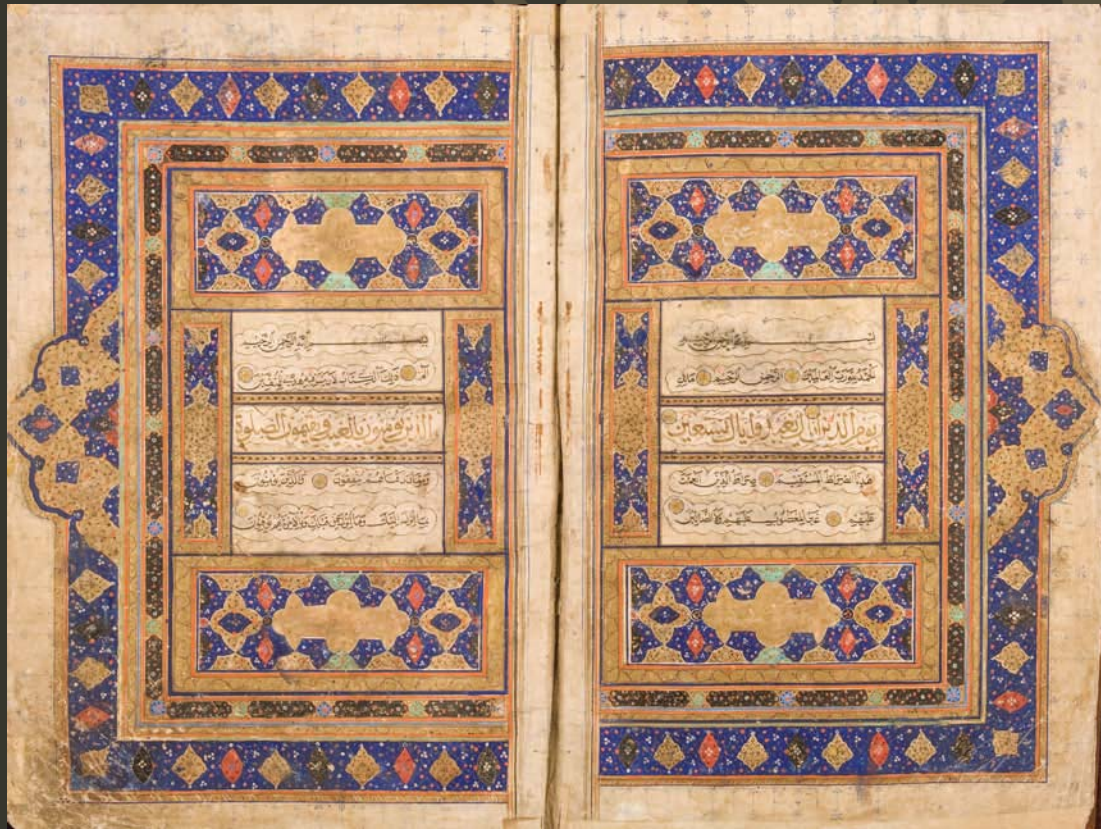 بسم الله الرحمن الرحيم
الحمد لله رب العالمين الرحمن الرحيم مالك
يوم الدين اياك نعبد واياك نستعين
اهدنا الصراط المستقيم صراط الذين انعمت
عليهم غير المغضوب عليهم ولا الضالين
بسم الله الرحمن الرحيم
الم ذلك الكتاب لا ريب فيه هدى للمتقين
الذين يؤمنون بالغيب ويقيمون الصلوة
ومما رزقناهم ينفقون والذين يؤمنون
بما انزل اليك وما انزل من قبلك وبالاخرة هم يوقنون